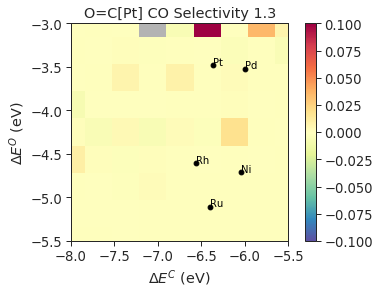 O=C[Pt] CO Selectivity 1.3
−3.0
−3.5
−4.0
−4.5
−5.0
−5.5
ΔE^O (eV)
Pt
Pd
Rh
Ni
Ru
−8.0 −7.5 −7.0 −6.5 −6.0 −5.5
ΔE^C (eV)
0.100
0.075
0.050
0.025
0.000
−0.025
−0.050
−0.075
−0.100